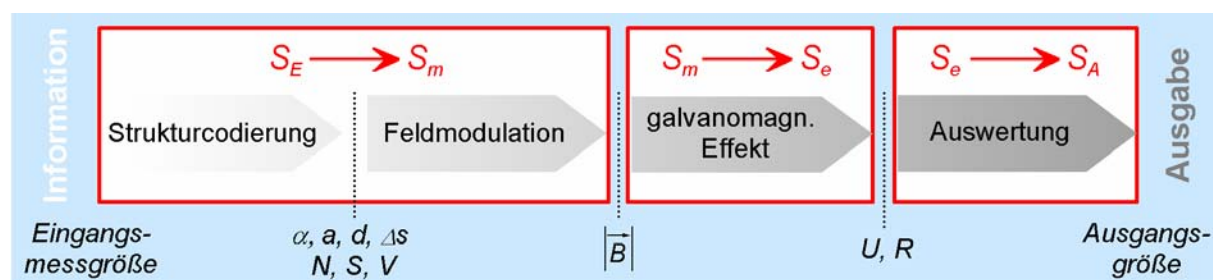 Information
S_E → S_m
Strukturcodierung
Feldmodulation
S_m → S_e
galvanomagn.
Effekt
S_e → S_A
Auswertung
Ausgabe
Eingangs-
messgröße
α, a, d, Δs
N, S, V
|B⃗|
U, R
Ausgangs-
größe